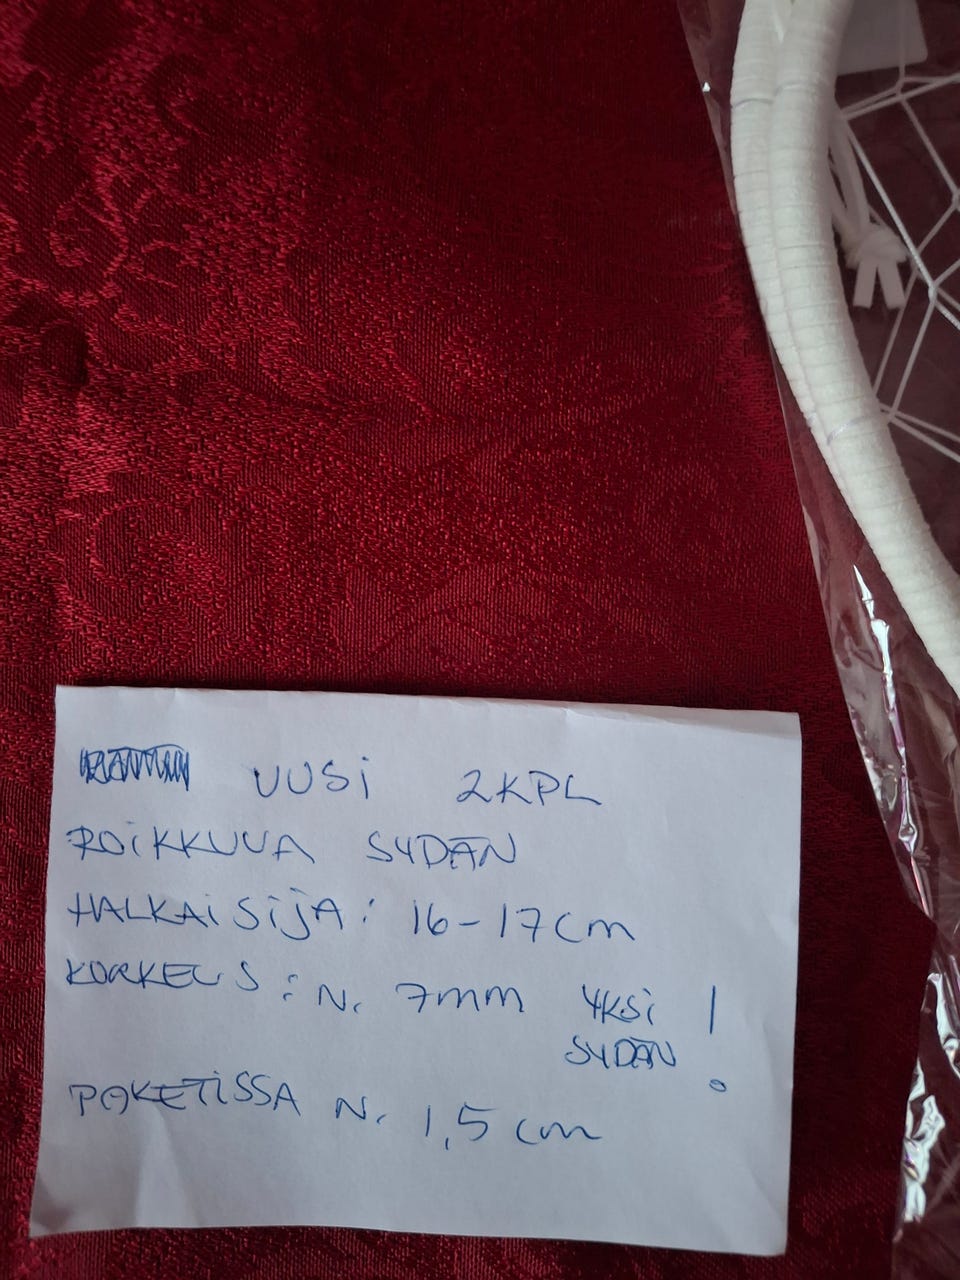 UUSi 2KPL
ROiKKUVA SYDÄN
HALKAiSijA: 16-17cm
KORKEUS: N. 7mm YKSi !
SYDÄN
PAKETiSSA N. 1,5 cm